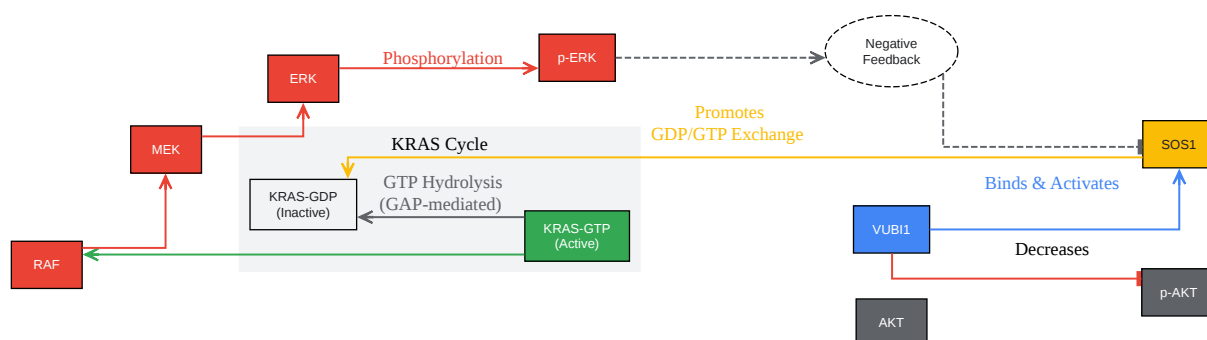 Negative
Feedback
Phosphorylation
p-ERK
ERK
Promotes
GDP/GTP Exchange
MEK
KRAS Cycle
SOS1
GTP Hydrolysis
(GAP-mediated)
KRAS-GDP
(Inactive)
Binds & Activates
KRAS-GTP
(Active)
VUBI1
Decreases
RAF
p-AKT
AKT